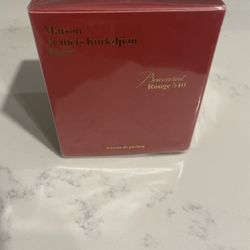 Maison
Francis Kurkdjian
Paris
Baccarat
Rouge 540
Extrait de parfum